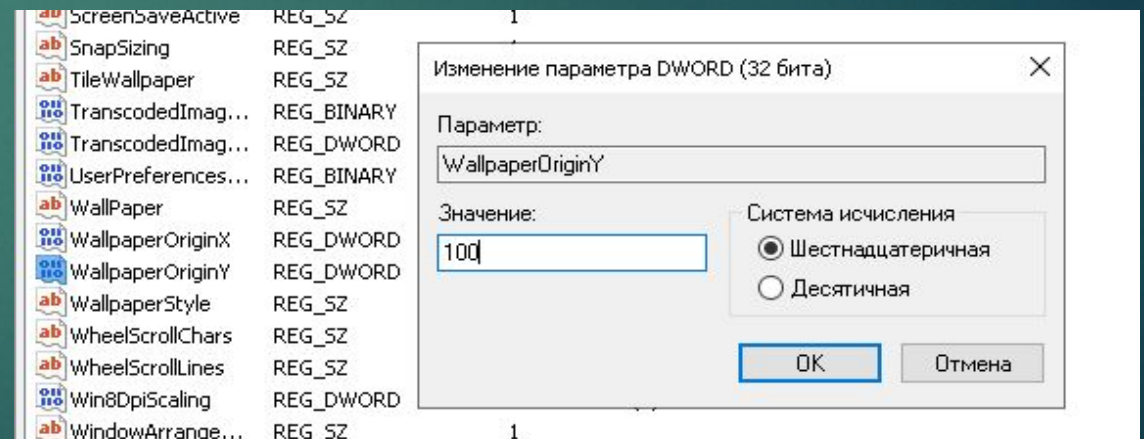 ScreenSaveActive REG_SZ 1
SnapSizing REG_SZ
TileWallpaper REG_SZ
TranscodedImag... REG_BINARY
TranscodedImag... REG_DWORD
UserPreferences... REG_BINARY
WallPaper REG_SZ
WallpaperOriginX REG_DWORD
WallpaperOriginY REG_DWORD
WallpaperStyle REG_SZ
WheelScrollChars REG_SZ
WheelScrollLines REG_SZ
Win8DpiScaling REG_DWORD
WindowArrange... REG_SZ 1
Изменение параметра DWORD (32 бита)
Параметр:
WallpaperOriginY
Значение:
100
Система исчисления
Шестнадцатеричная
Десятичная
OK Отмена